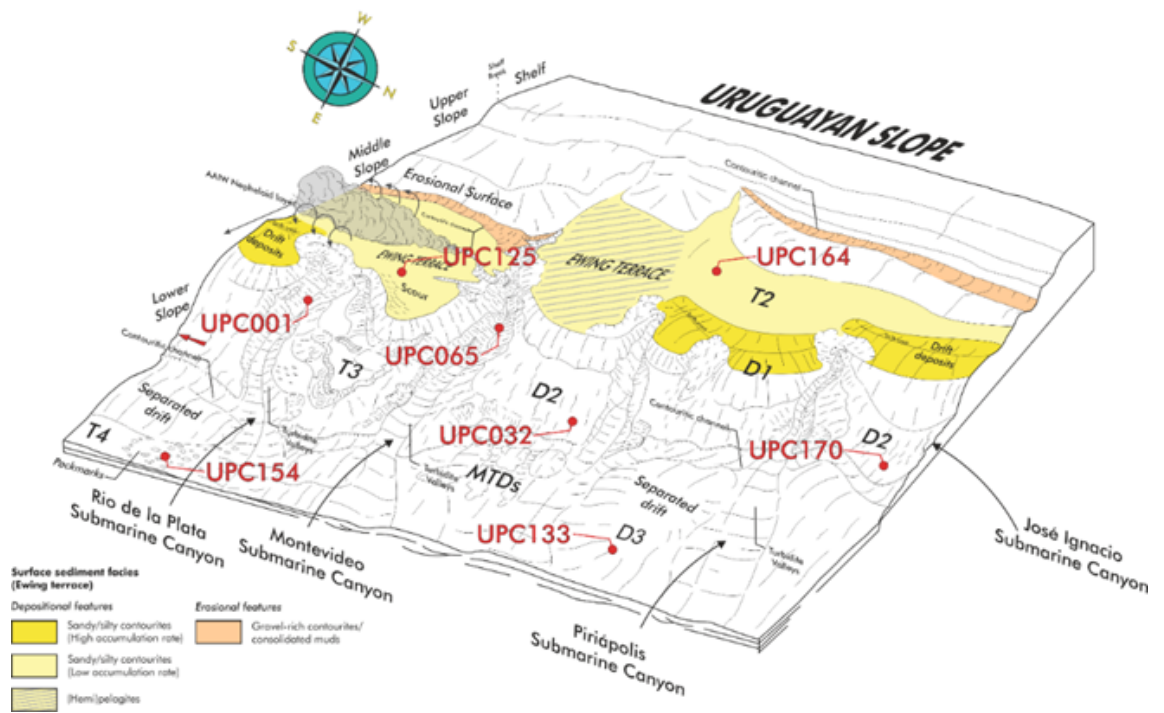 W
S
N
E
Shelf
Break
Shelf
Upper
Slope
URUGUAYAN SLOPE
Middle
Slope
Contouritic channel
Erosional Surface
AAIW Nepheloid layer
Drift
deposits
UPC125
EWING TERRACE
EWING TERRACE
UPC164
Scour
T2
Lower
Slope
UPC001
UPC065
Drift
deposits
Contouritic channel
T3
D1
D2
Contouritic channel
Separated
drift
UPC032
UPC170
D2
T4
Turbidite
Valleys
Pockmarks
UPC154
MTDs
Turbidite
Valleys
Separated
drift
Rio de la Plata
Submarine Canyon
Montevideo
Submarine Canyon
UPC133
D3
Turbidite
Valleys
José Ignacio
Submarine Canyon
Piriápolis
Submarine Canyon
Surface sediment facies
(Ewing terrace)
Depositional features
Erosional features
Sandy/silty contourites
(High accumulation rate)
Gravel-rich contourites/
consolidated muds
Sandy/silty contourites
(Low accumulation rate)
(Hemi)pelagites